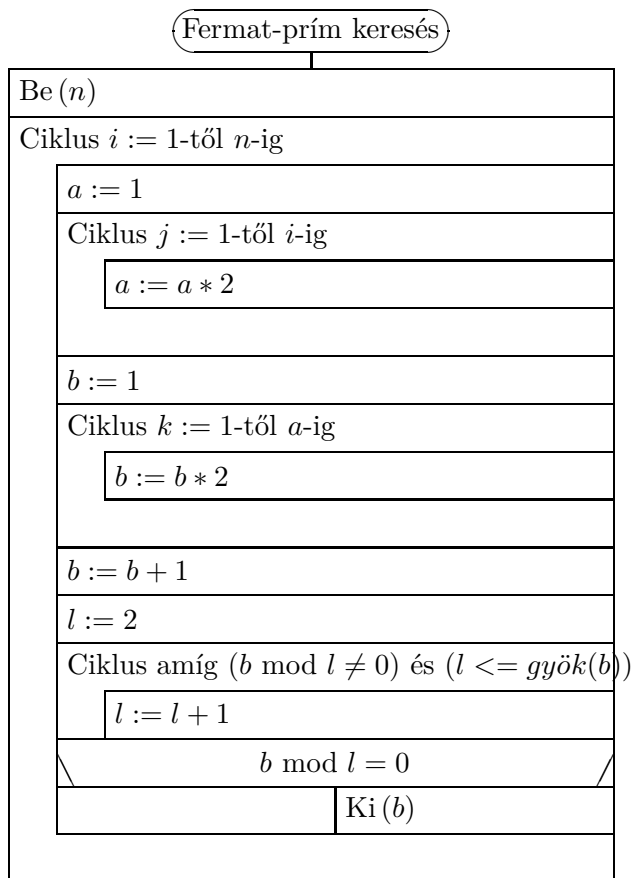 Fermat-prím keresés
Be (n)
Ciklus i := 1-től n-ig
a := 1
Ciklus j := 1-től i-ig
a := a ∗ 2
b := 1
Ciklus k := 1-től a-ig
b := b ∗ 2
b := b + 1
l := 2
Ciklus amíg (b mod l ≠ 0) és (l <= gyök(b))
l := l + 1
b mod l = 0
Ki (b)